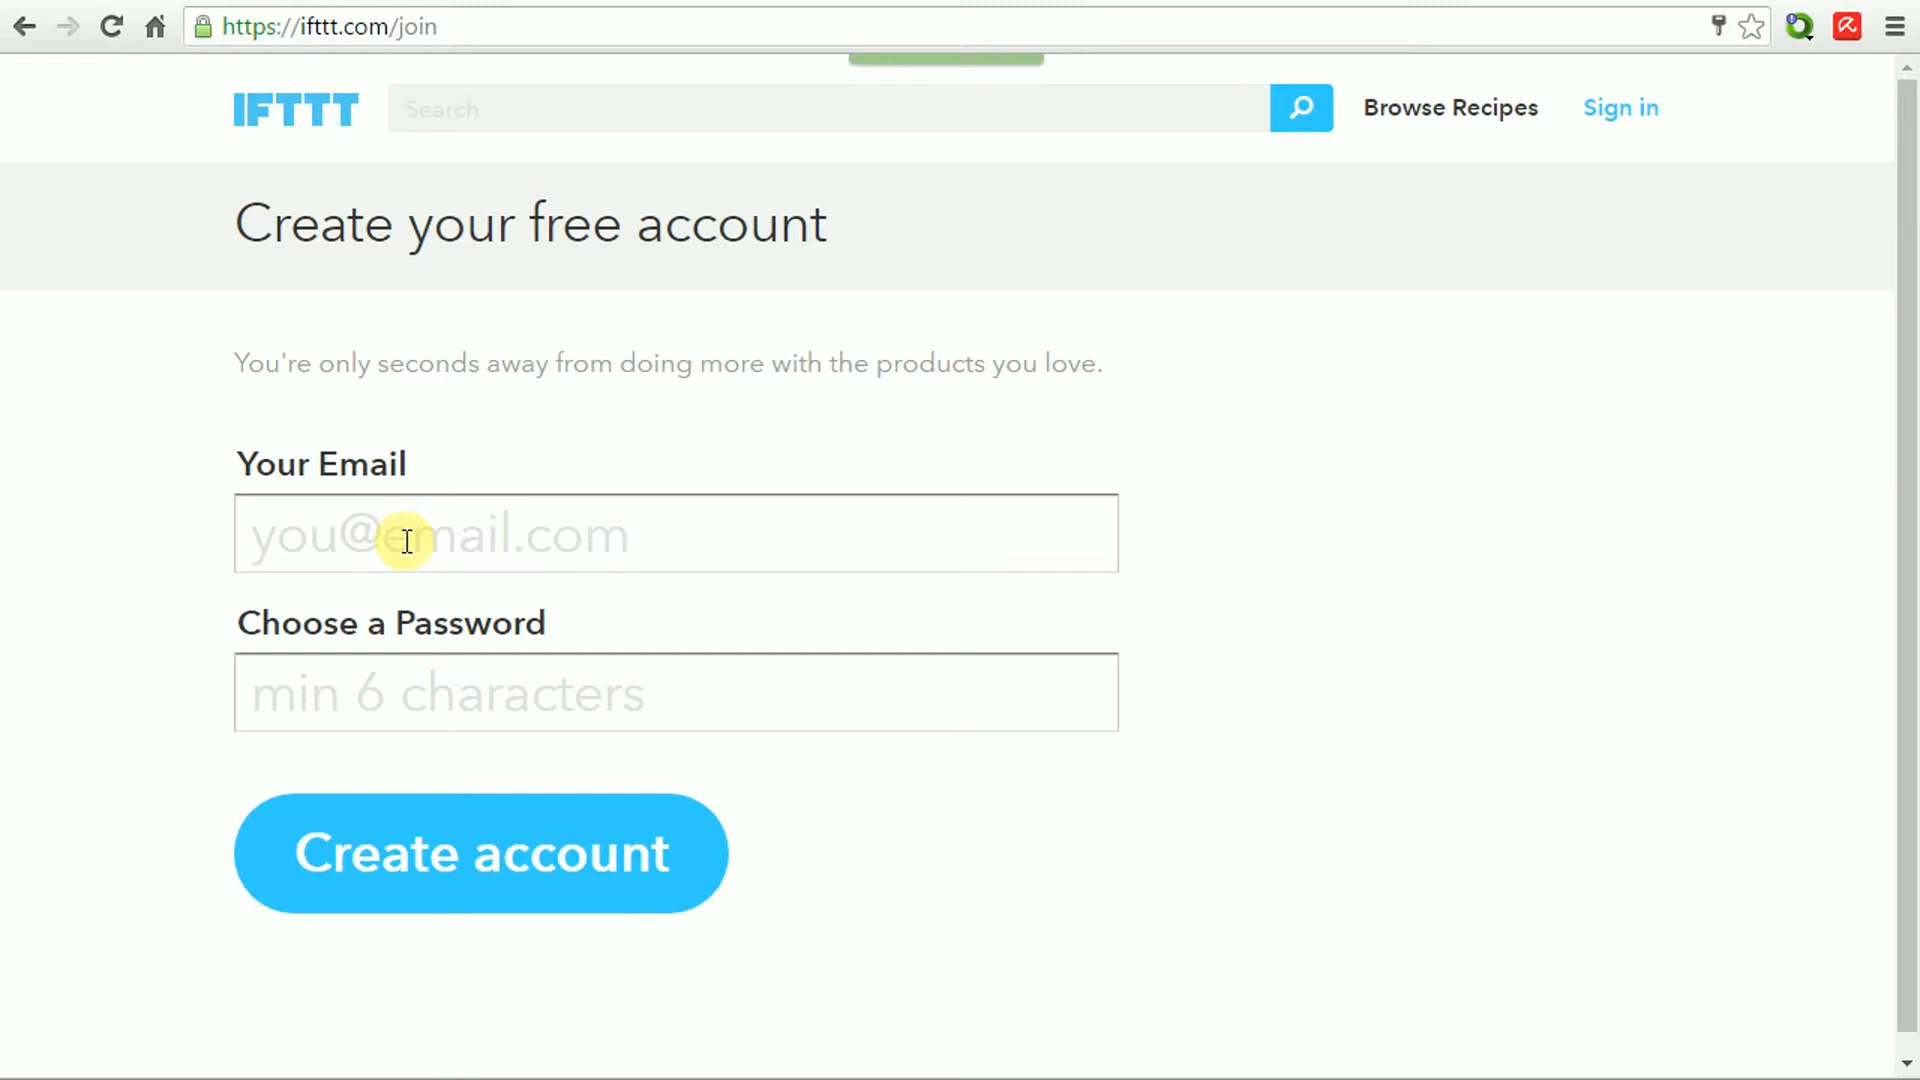 https://ifttt.com/join
IFTTT
Search
Browse Recipes
Sign in
Create your free account
You're only seconds away from doing more with the products you love.
Your Email
you@email.com
Choose a Password
min 6 characters
Create account